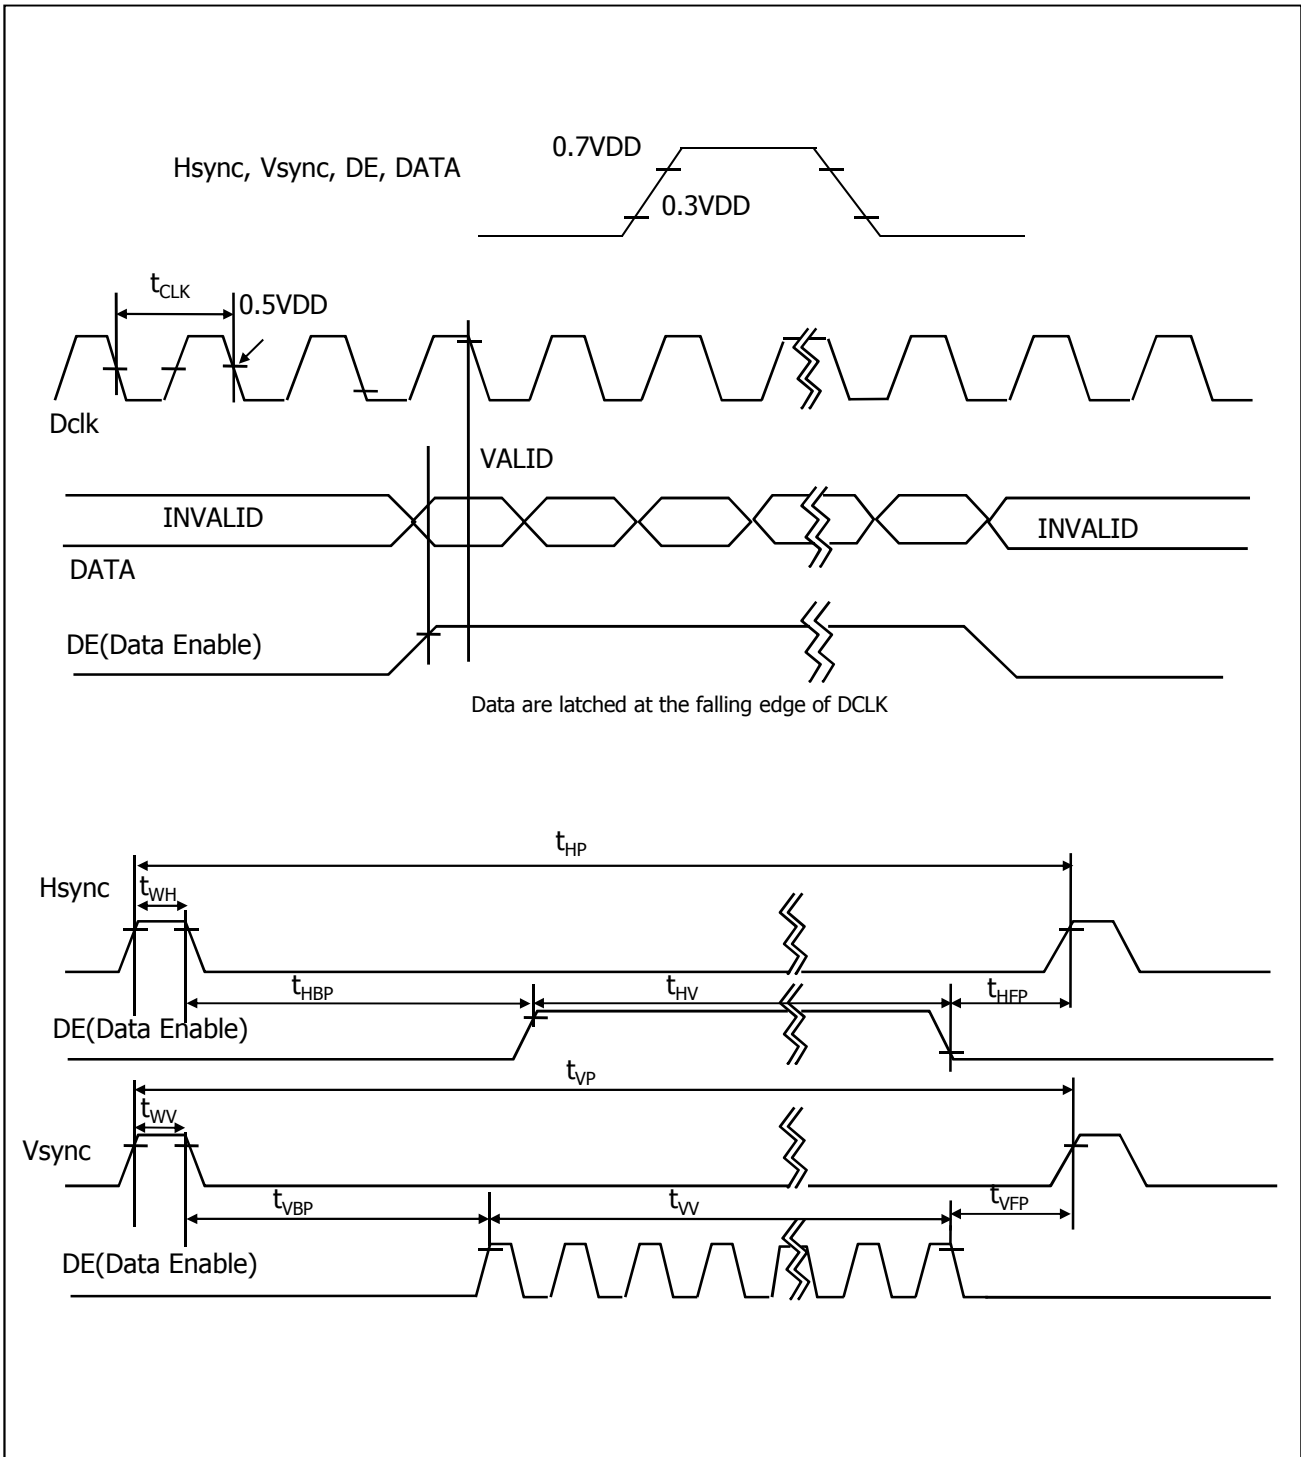 0.7VDD
Hsync, Vsync, DE, DATA
0.3VDD
tCLK
0.5VDD
Dclk
VALID
INVALID
INVALID
DATA
DE(Data Enable)
Data are latched at the falling edge of DCLK
tHP
Hsync
tWH
tHBP
tHV
tHFP
DE(Data Enable)
tVP
tWV
Vsync
tVBP
tVV
tVFP
DE(Data Enable)